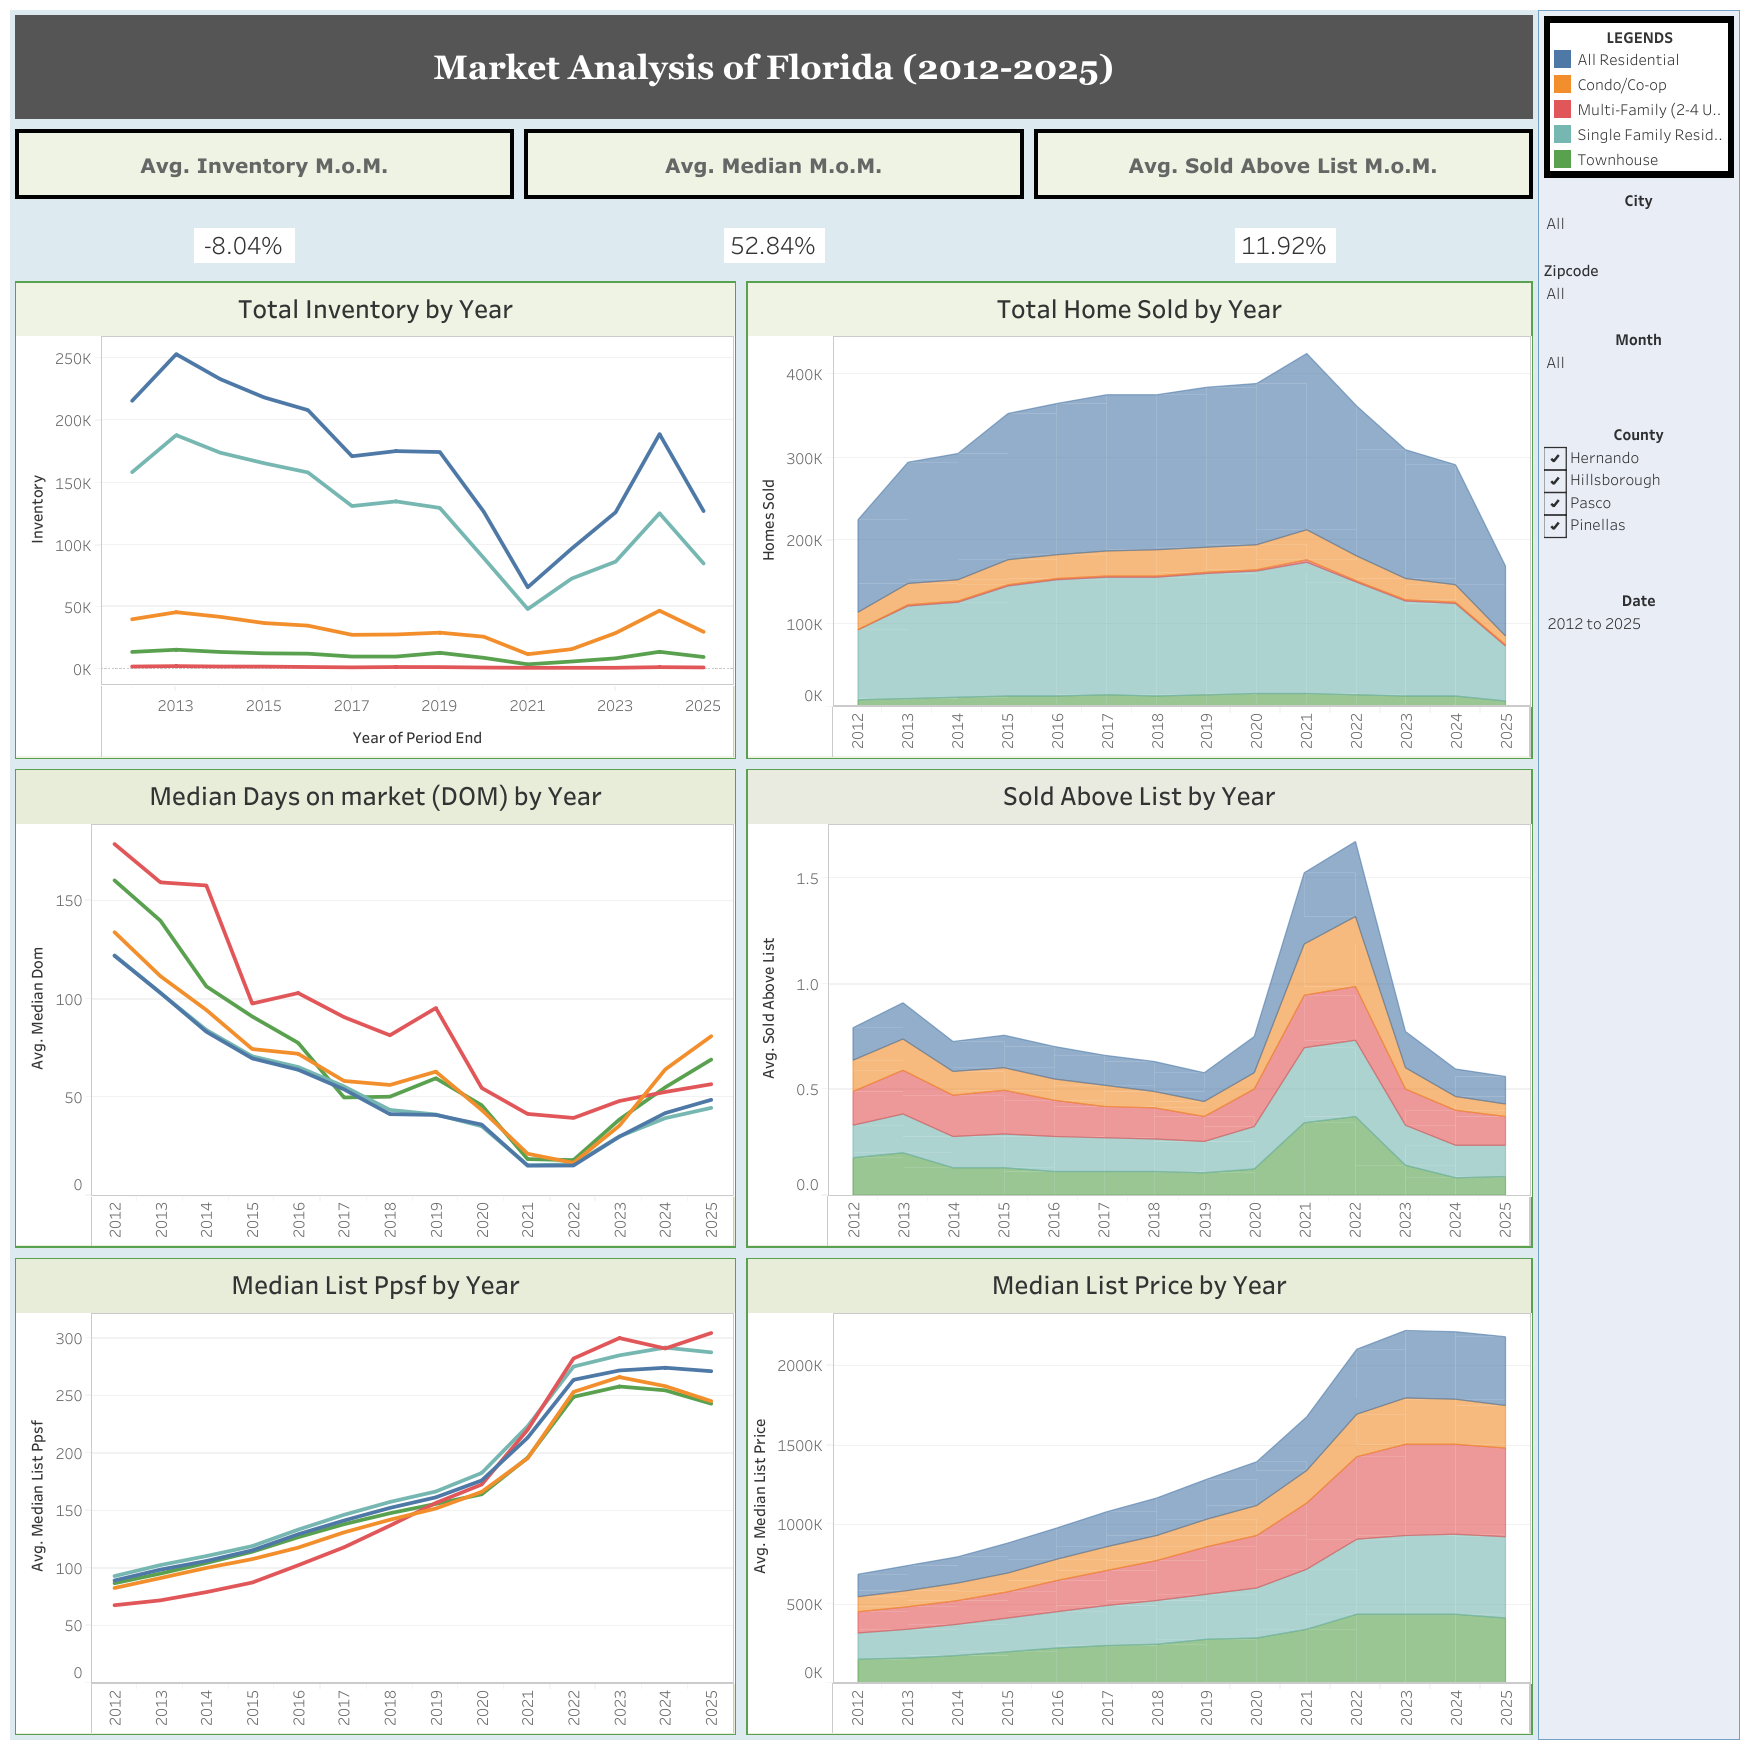 Market Analysis of Florida (2012-2025)
Avg. Inventory M.o.M.
Avg. Median M.o.M.
Avg. Sold Above List M.o.M.
-8.04%
52.84%
11.92%
Total Inventory by Year
250K
200K
150K
100K
50K
0K
Inventory
2013 2015 2017 2019 2021 2023 2025
Year of Period End
Total Home Sold by Year
400K
300K
200K
100K
0K
Homes Sold
2012 2013 2014 2015 2016 2017 2018 2019 2020 2021 2022 2023 2024 2025
Median Days on market (DOM) by Year
150
100
50
0
Avg. Median Dom
2012 2013 2014 2015 2016 2017 2018 2019 2020 2021 2022 2023 2024 2025
Sold Above List by Year
1.5
1.0
0.5
0.0
Avg. Sold Above List
2012 2013 2014 2015 2016 2017 2018 2019 2020 2021 2022 2023 2024 2025
Median List Ppsf by Year
300
250
200
150
100
50
0
Avg. Median List Ppsf
2012 2013 2014 2015 2016 2017 2018 2019 2020 2021 2022 2023 2024 2025
Median List Price by Year
2000K
1500K
1000K
500K
0K
Avg. Median List Price
2012 2013 2014 2015 2016 2017 2018 2019 2020 2021 2022 2023 2024 2025
LEGENDS
All Residential
Condo/Co-op
Multi-Family (2-4 U..
Single Family Resid..
Townhouse
City
All
Zipcode
All
Month
All
County
Hernando
Hillsborough
Pasco
Pinellas
Date
2012 to 2025